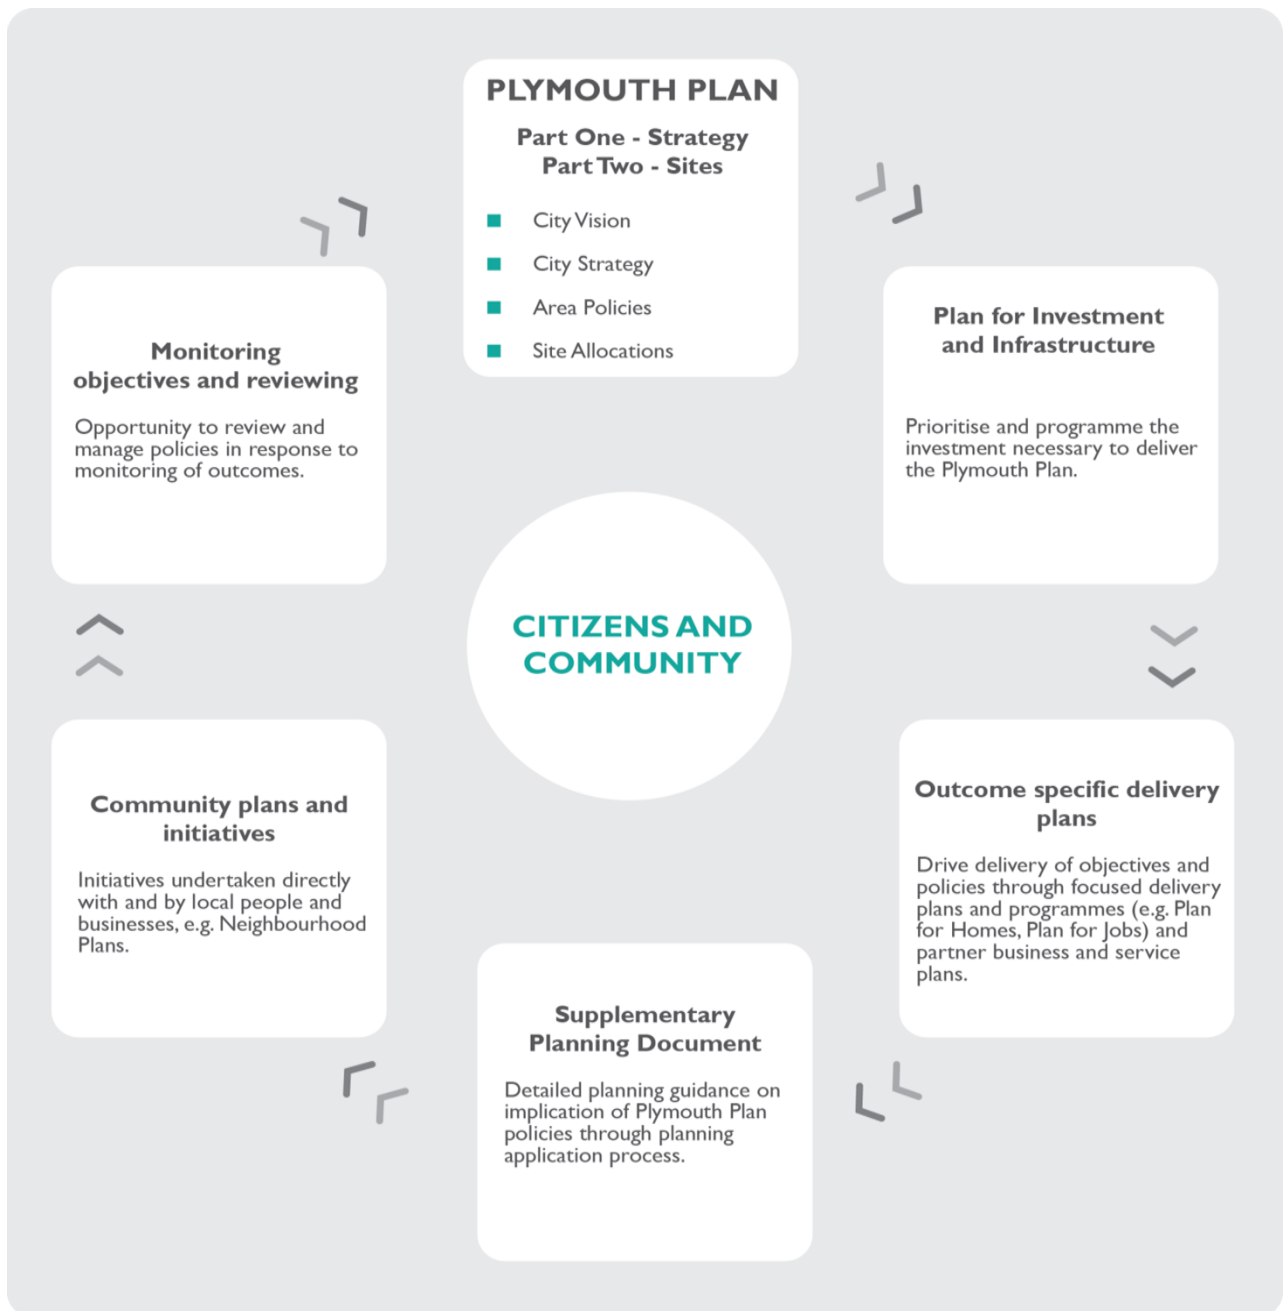 PLYMOUTH PLAN
Part One - Strategy
Part Two - Sites
City Vision
City Strategy
Area Policies
Site Allocations
Plan for Investment
and Infrastructure
Prioritise and programme the
investment necessary to deliver
the Plymouth Plan.
Outcome specific delivery
plans
Drive delivery of objectives and
policies through focused delivery
plans and programmes (e.g. Plan
for Homes, Plan for Jobs) and
partner business and service
plans.
Supplementary
Planning Document
Detailed planning guidance on
implication of Plymouth Plan
policies through planning
application process.
Community plans and
initiatives
Initiatives undertaken directly
with and by local people and
businesses, e.g. Neighbourhood
Plans.
Monitoring
objectives and reviewing
Opportunity to review and
manage policies in response to
monitoring of outcomes.
CITIZENS AND
COMMUNITY